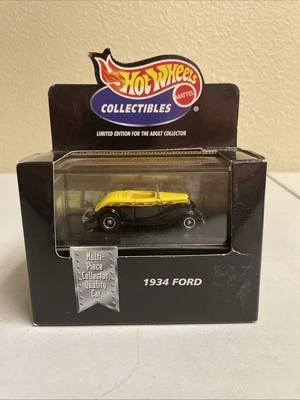 Hot Wheels
MATTEL
COLLECTIBLES
LIMITED EDITION FOR THE ADULT COLLECTOR
Multi-
Piece
Collector
Quality
Car
1934 FORD